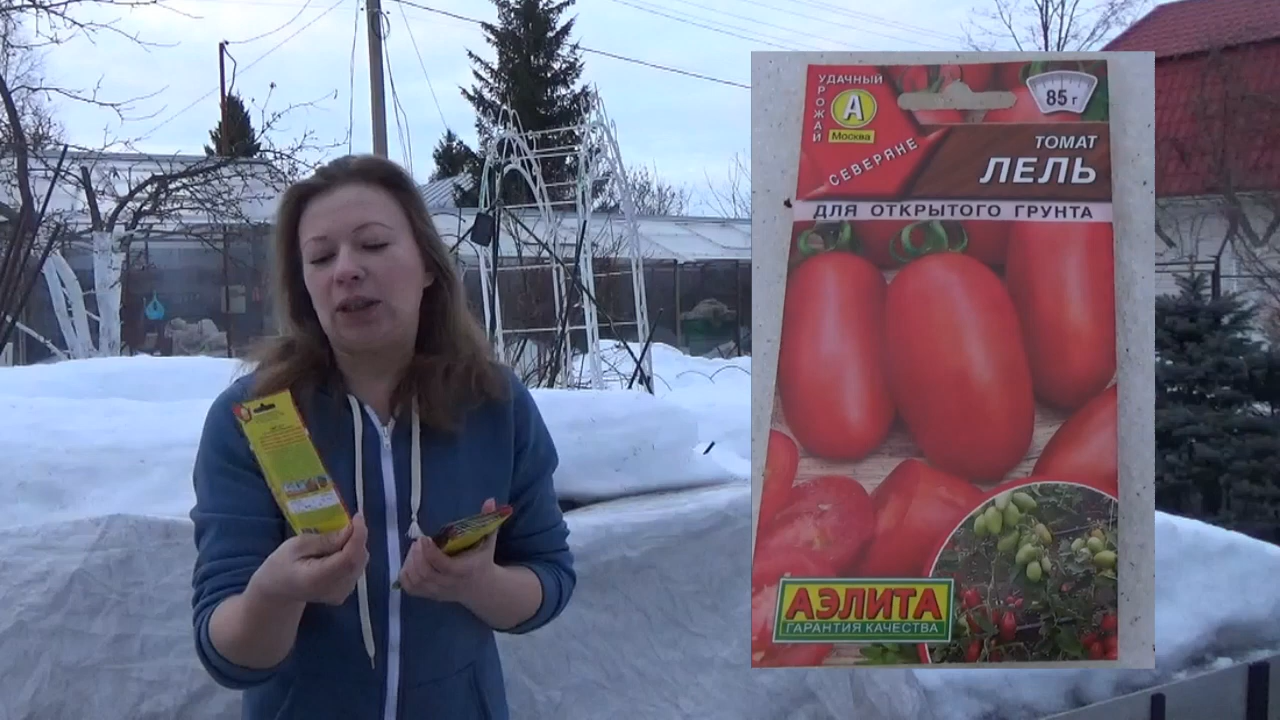 УДАЧНЫЙ
УРОЖАЙ
А
Москва
85 г
СЕВЕРЯНЕ
ТОМАТ
ЛЕЛЬ
ДЛЯ ОТКРЫТОГО ГРУНТА
АЭЛИТА
ГАРАНТИЯ КАЧЕСТВА